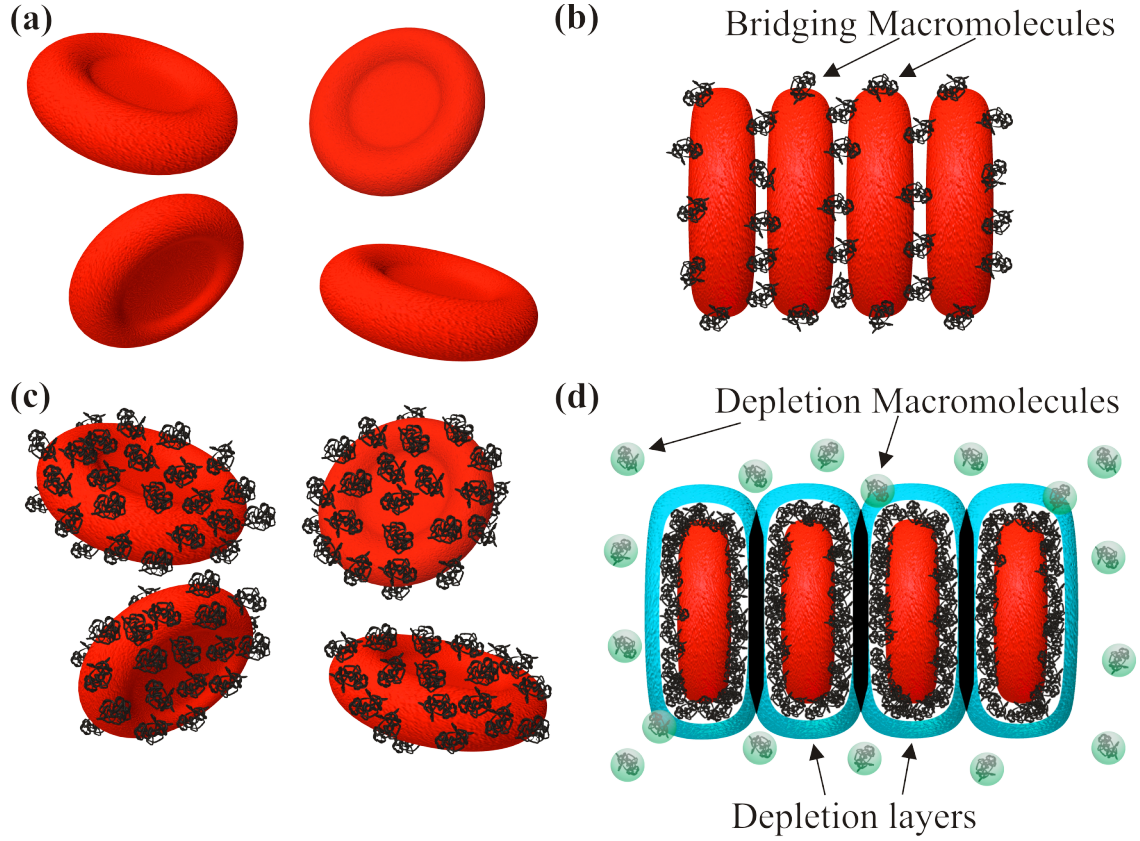 (a)
(b)
Bridging Macromolecules
(c)
(d)
Depletion Macromolecules
Depletion layers